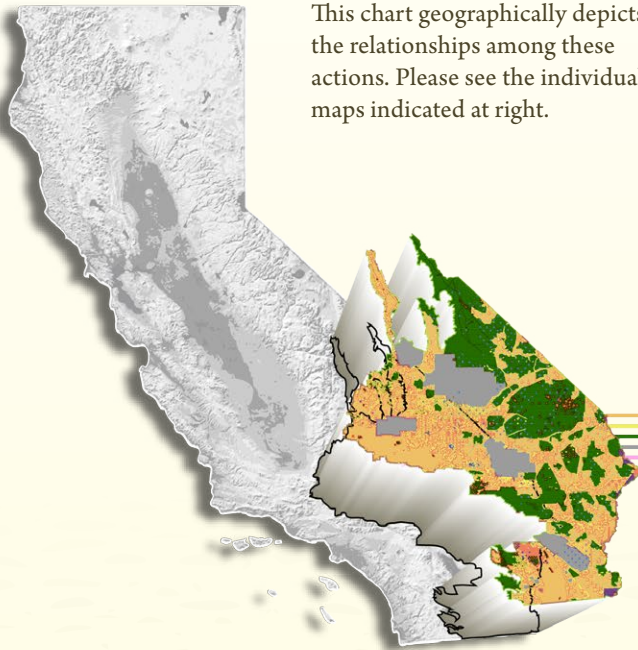 This chart geographically depicts
the relationships among these
actions. Please see the individual
maps indicated at right.